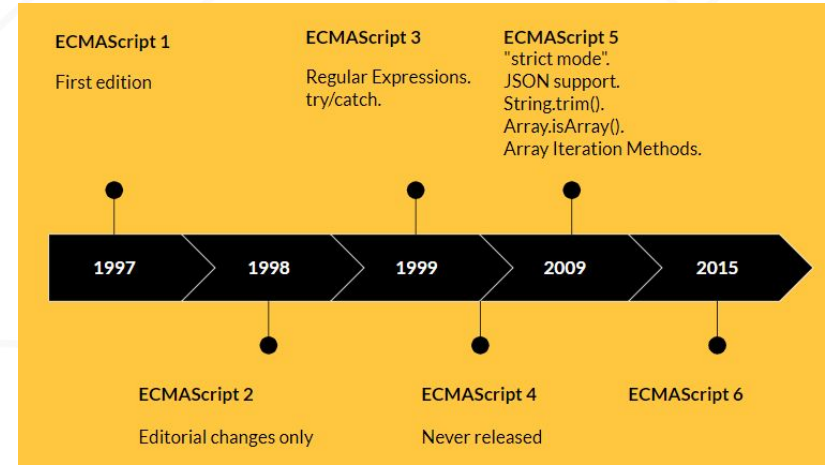 ECMAScript 1
First edition
ECMAScript 3
Regular Expressions.
try/catch.
ECMAScript 5
"strict mode".
JSON support.
String.trim().
Array.isArray().
Array Iteration Methods.
1997
1998
1999
2009
2015
ECMAScript 2
Editorial changes only
ECMAScript 4
Never released
ECMAScript 6